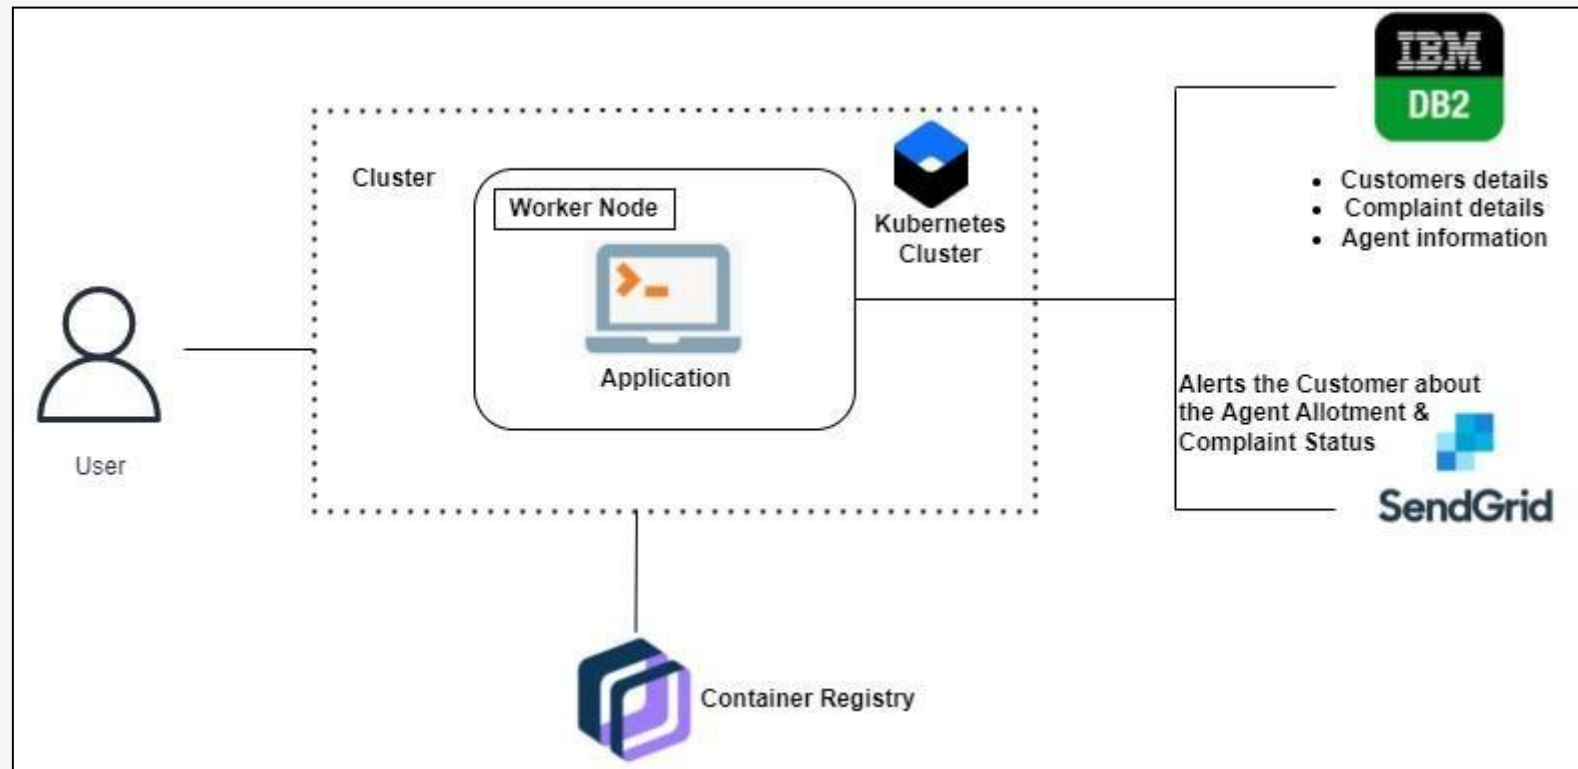 IBM
DB2
Customers details
Complaint details
Agent information
Cluster
Worker Node
Kubernetes
Cluster
Application
User
Alerts the Customer about
the Agent Allotment &
Complaint Status
SendGrid
Container Registry